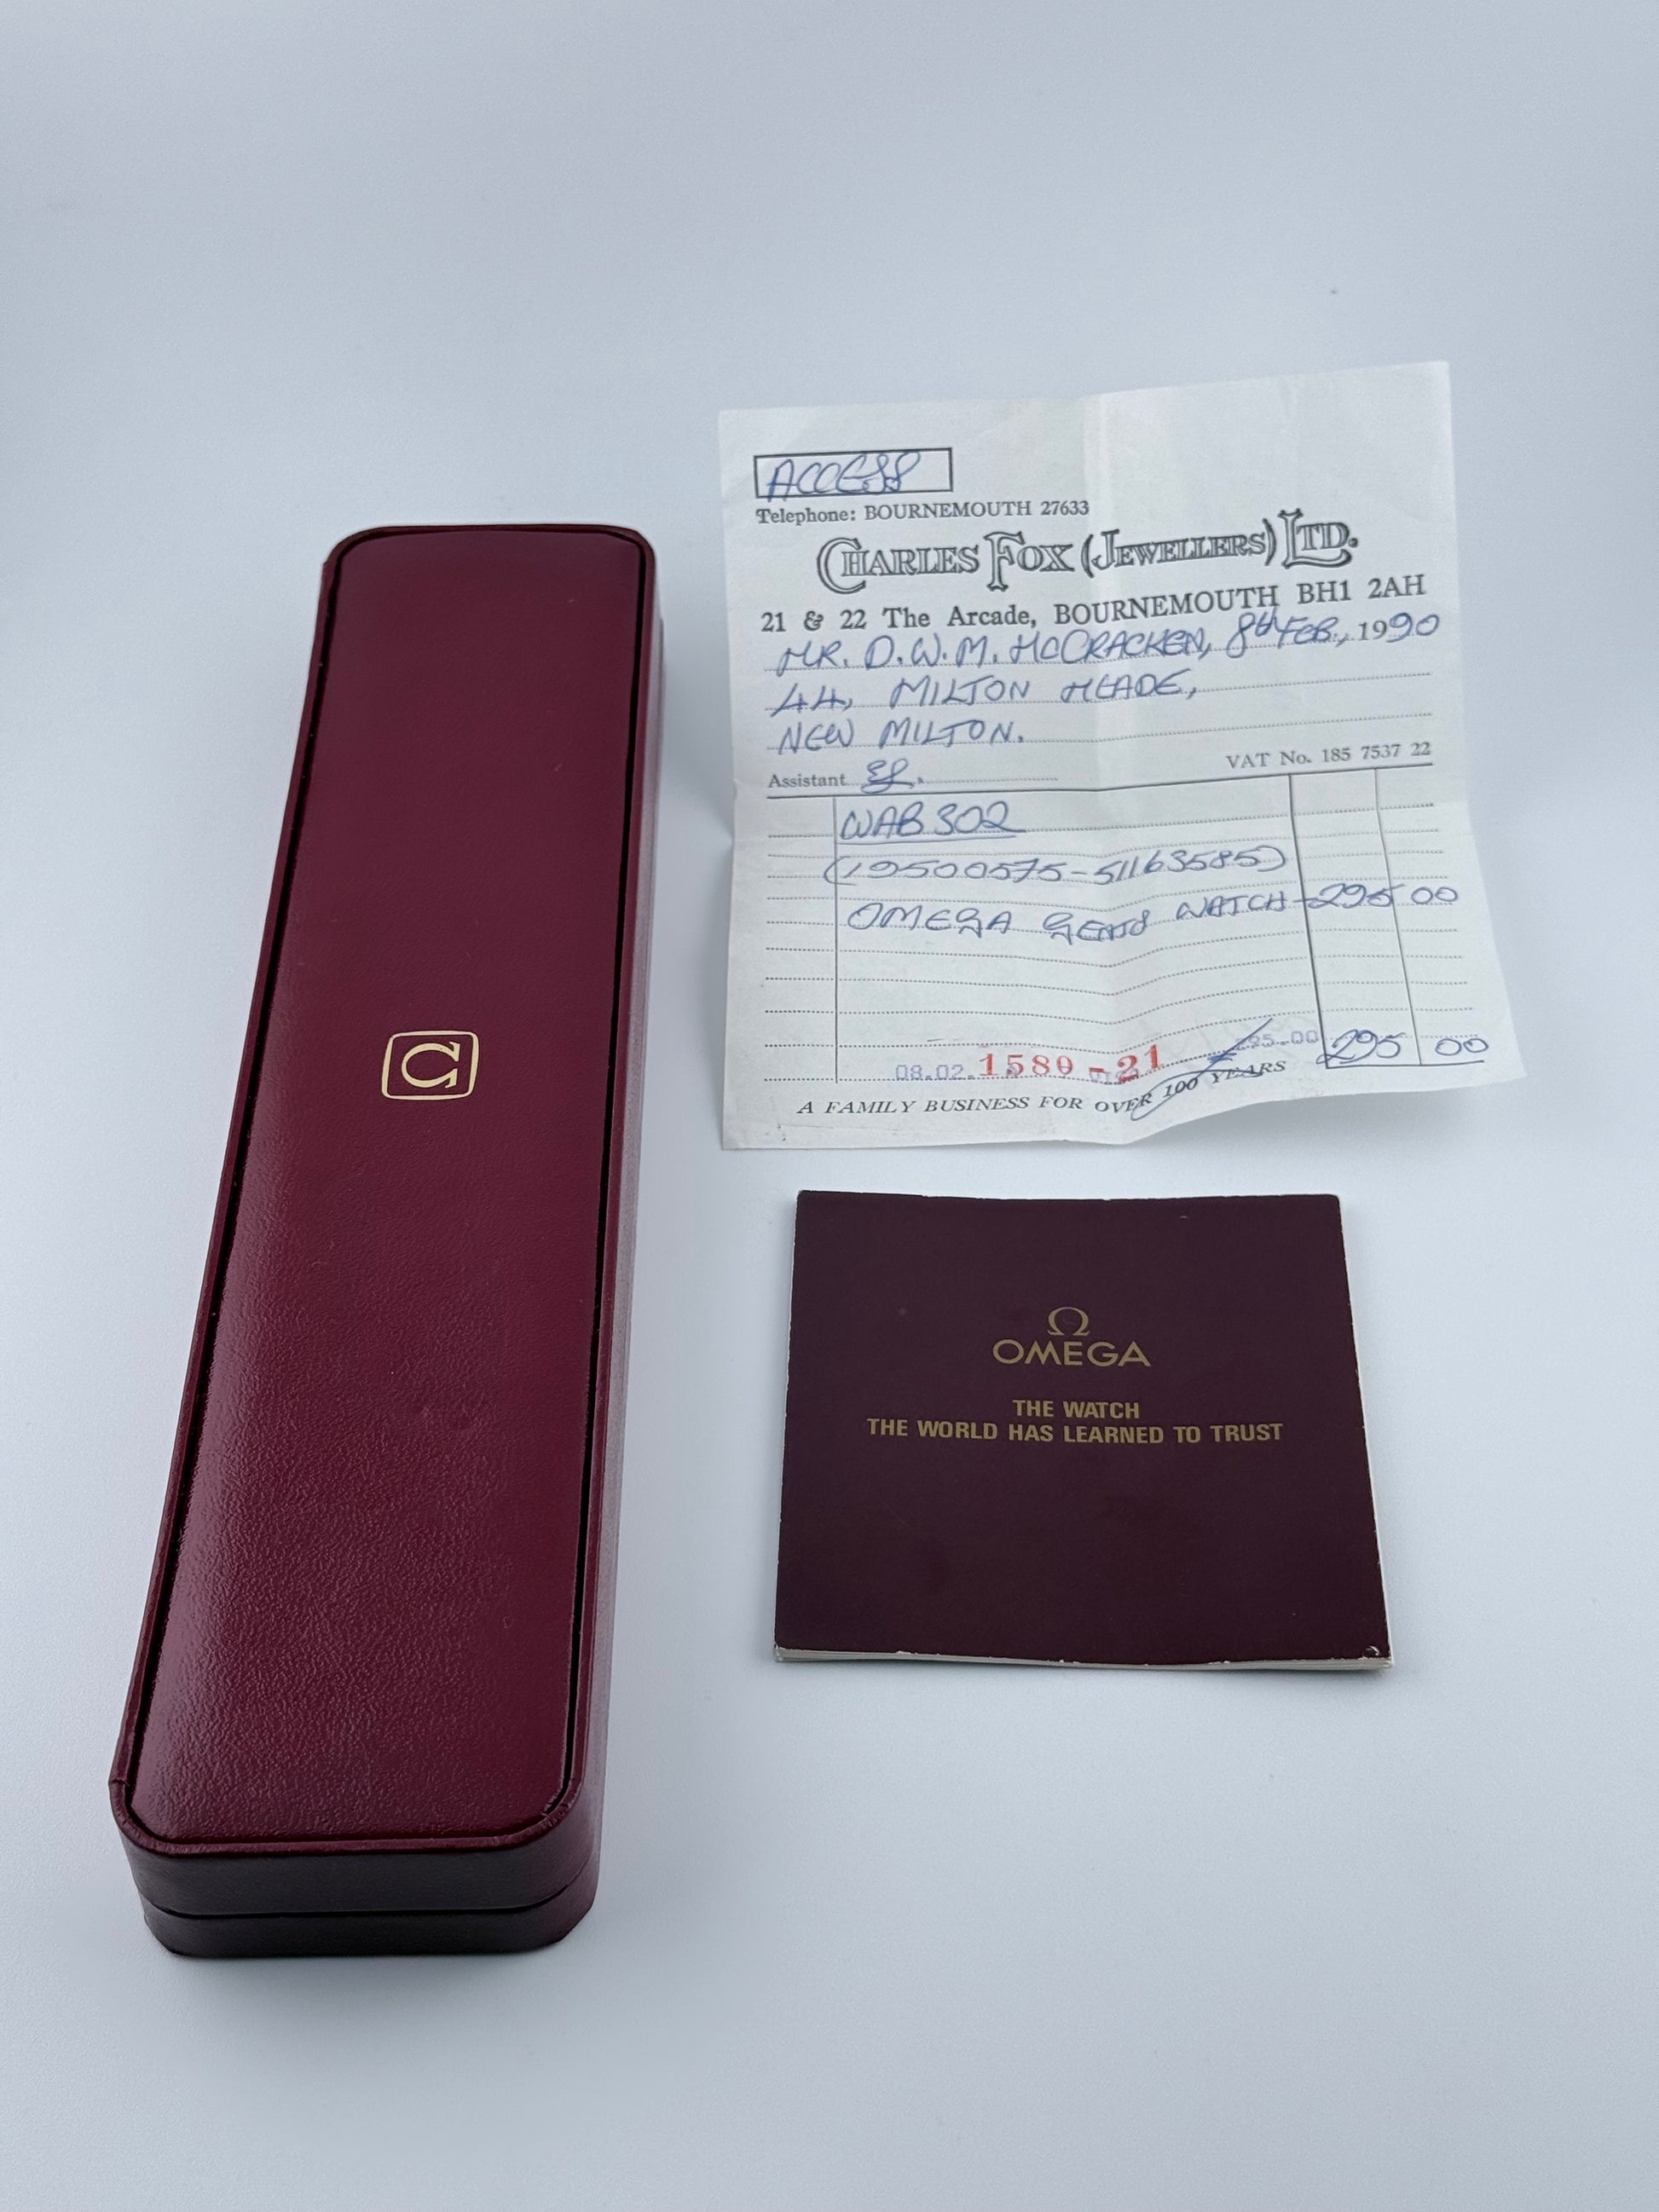 ACCESS
Telephone: BOURNEMOUTH 27633
CHARLES FOX (JEWELLERS) LTD.
21 & 22 The Arcade, BOURNEMOUTH BH1 2AH
MR. D.W.M. McCRACKEN, 8th FEB., 1990
44, MILTON MEADE,
NEW MILTON.
Assistant
VAT No. 185 7537 22
WAB 302
(19500575-51163585)
OMEGA GENTS WATCH 295 00
08.02. 1580 -21 295 00
A FAMILY BUSINESS FOR OVER 100 YEARS
C
Ω
OMEGA
THE WATCH
THE WORLD HAS LEARNED TO TRUST